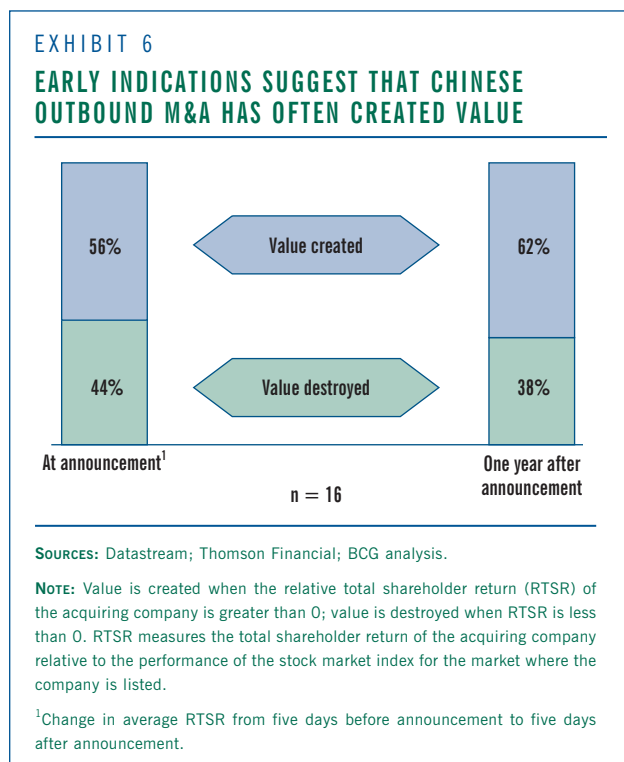 EXHIBIT 6
EARLY INDICATIONS SUGGEST THAT CHINESE
OUTBOUND M&A HAS OFTEN CREATED VALUE
56%
Value created
62%
44%
Value destroyed
38%
At announcement¹
One year after
announcement
n = 16
SOURCES: Datastream; Thomson Financial; BCG analysis.
NOTE: Value is created when the relative total shareholder return (RTSR) of
the acquiring company is greater than 0; value is destroyed when RTSR is less
than 0. RTSR measures the total shareholder return of the acquiring company
relative to the performance of the stock market index for the market where the
company is listed.
¹Change in average RTSR from five days before announcement to five days
after announcement.